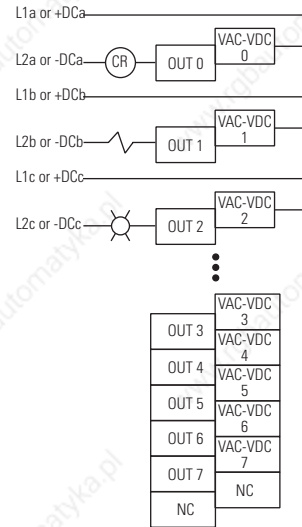 L1a or +DCa
VAC-VDC
0
L2a or -DCa
CR
OUT 0
L1b or +DCb
VAC-VDC
1
L2b or -DCb
OUT 1
L1c or +DCc
VAC-VDC
2
L2c or -DCc
OUT 2
VAC-VDC
3
OUT 3
VAC-VDC
4
OUT 4
VAC-VDC
5
OUT 5
VAC-VDC
6
OUT 6
VAC-VDC
7
OUT 7
NC
NC